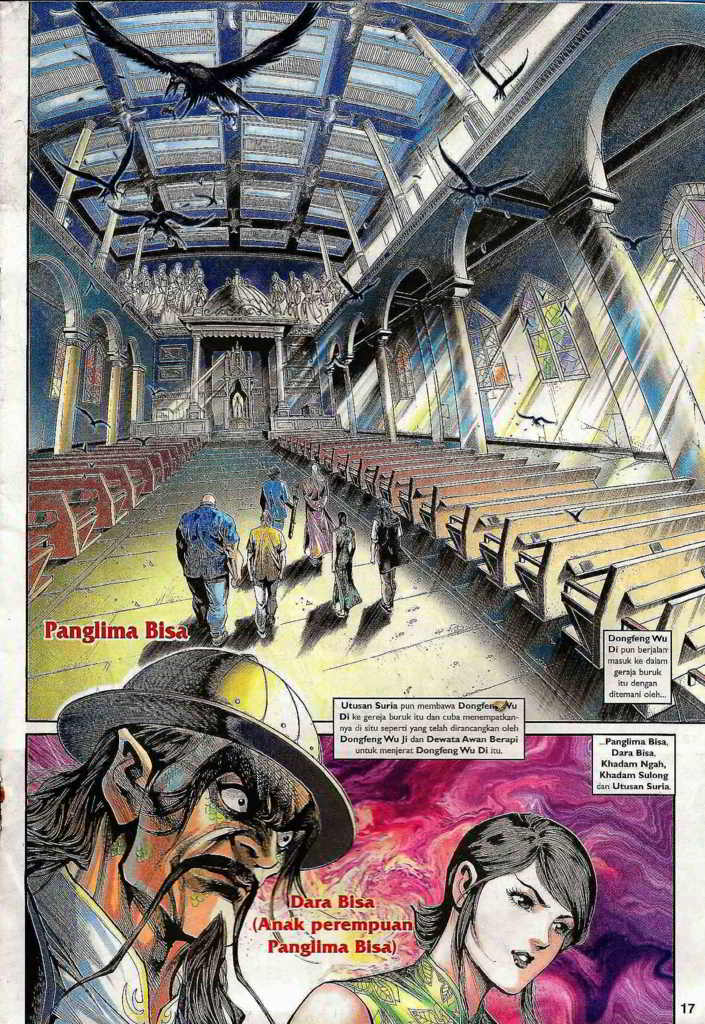 Panglima Bisa
Dongfeng Wu
Di pun berjalan
masuk ke dalam
gereja buruk
itu dengan
ditemani oleh...
Utusan Suria pun membawa Dongfeng Wu
Di ke gereja buruk itu dan cuba menempatkan-
nya di situ seperti yang telah dirancangkan oleh
Dongfeng Wu Ji dan Dewata Awan Berapi
untuk menjerat Dongfeng Wu Di itu.
...Panglima Bisa,
Dara Bisa,
Khadam Ngah,
Khadam Sulong
dan Utusan Suria.
Dara Bisa
(Anak perempuan
Panglima Bisa)
17